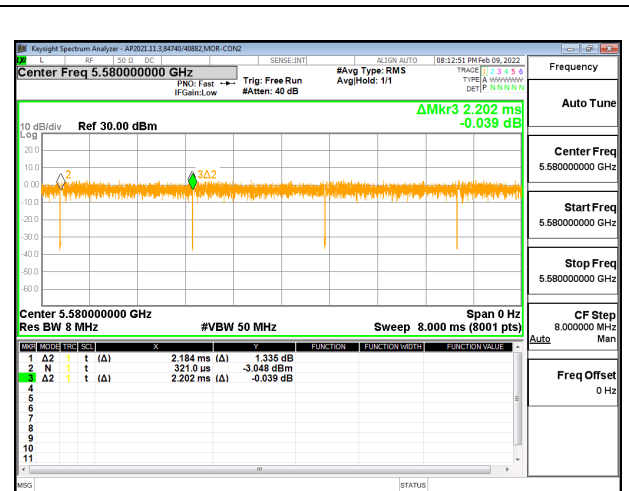 Keysight Spectrum Analyzer - AP2021.11.3,84740/40882,MOR-CON2
L RF 50 Ω DC SENSE:INT ALIGN AUTO 08:12:51 PM Feb 09, 2022
Center Freq 5.580000000 GHz
PNO: Fast
IFGain:Low
Trig: Free Run
#Atten: 40 dB
#Avg Type: RMS
Avg|Hold: 1/1
TRACE 1 2 3 4 5 6
TYPE A WWWWW
DET P N N N N N
Frequency
Auto Tune
Center Freq
5.580000000 GHz
Start Freq
5.580000000 GHz
Stop Freq
5.580000000 GHz
CF Step
8.000000 MHz
Auto Man
Freq Offset
0 Hz
ΔMkr3 2.202 ms
-0.039 dB
10 dB/div Ref 30.00 dBm
Log
20.0
10.0
0.00
-10.0
-20.0
-30.0
-40.0
-50.0
-60.0
2
3Δ2
Center 5.580000000 GHz Span 0 Hz
Res BW 8 MHz #VBW 50 MHz Sweep 8.000 ms (8001 pts)
MKR MODE TRC SCL X Y FUNCTION FUNCTION WIDTH FUNCTION VALUE
1 Δ2 1 t (Δ) 2.184 ms (Δ) 1.335 dB
2 N 1 t 321.0 µs -3.048 dBm
3 Δ2 1 t (Δ) 2.202 ms (Δ) -0.039 dB
4
5
6
7
8
9
10
11
MSG STATUS